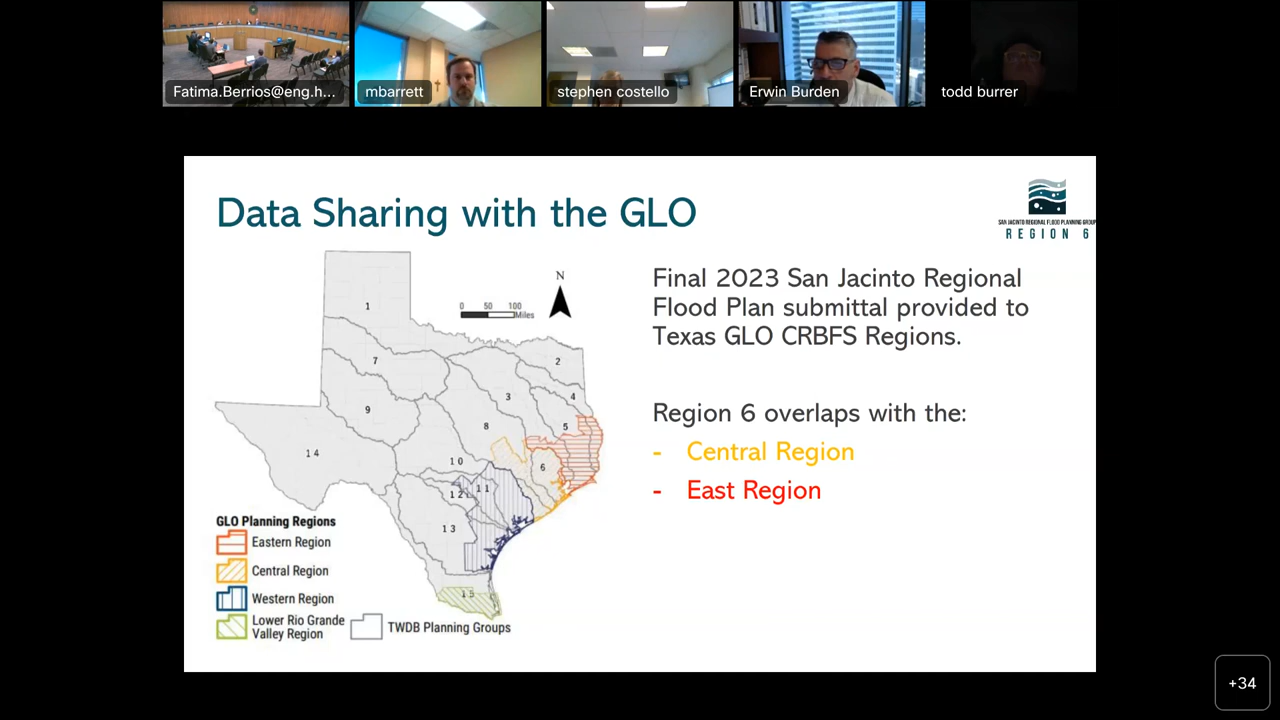 Fatima.Berrios@eng.h...
mbarrett
stephen costello
Erwin Burden
todd burrer
Data Sharing with the GLO
SAN JACINTO REGIONAL FLOOD PLANNING GROUP
REGION 6
N
0 50 100
Miles
1
7
2
3
4
9
8
5
14
10
6
12
11
13
15
GLO Planning Regions
Eastern Region
Central Region
Western Region
Lower Rio Grande
Valley Region
TWDB Planning Groups
Final 2023 San Jacinto Regional
Flood Plan submittal provided to
Texas GLO CRBFS Regions.
Region 6 overlaps with the:
- Central Region
- East Region
+34